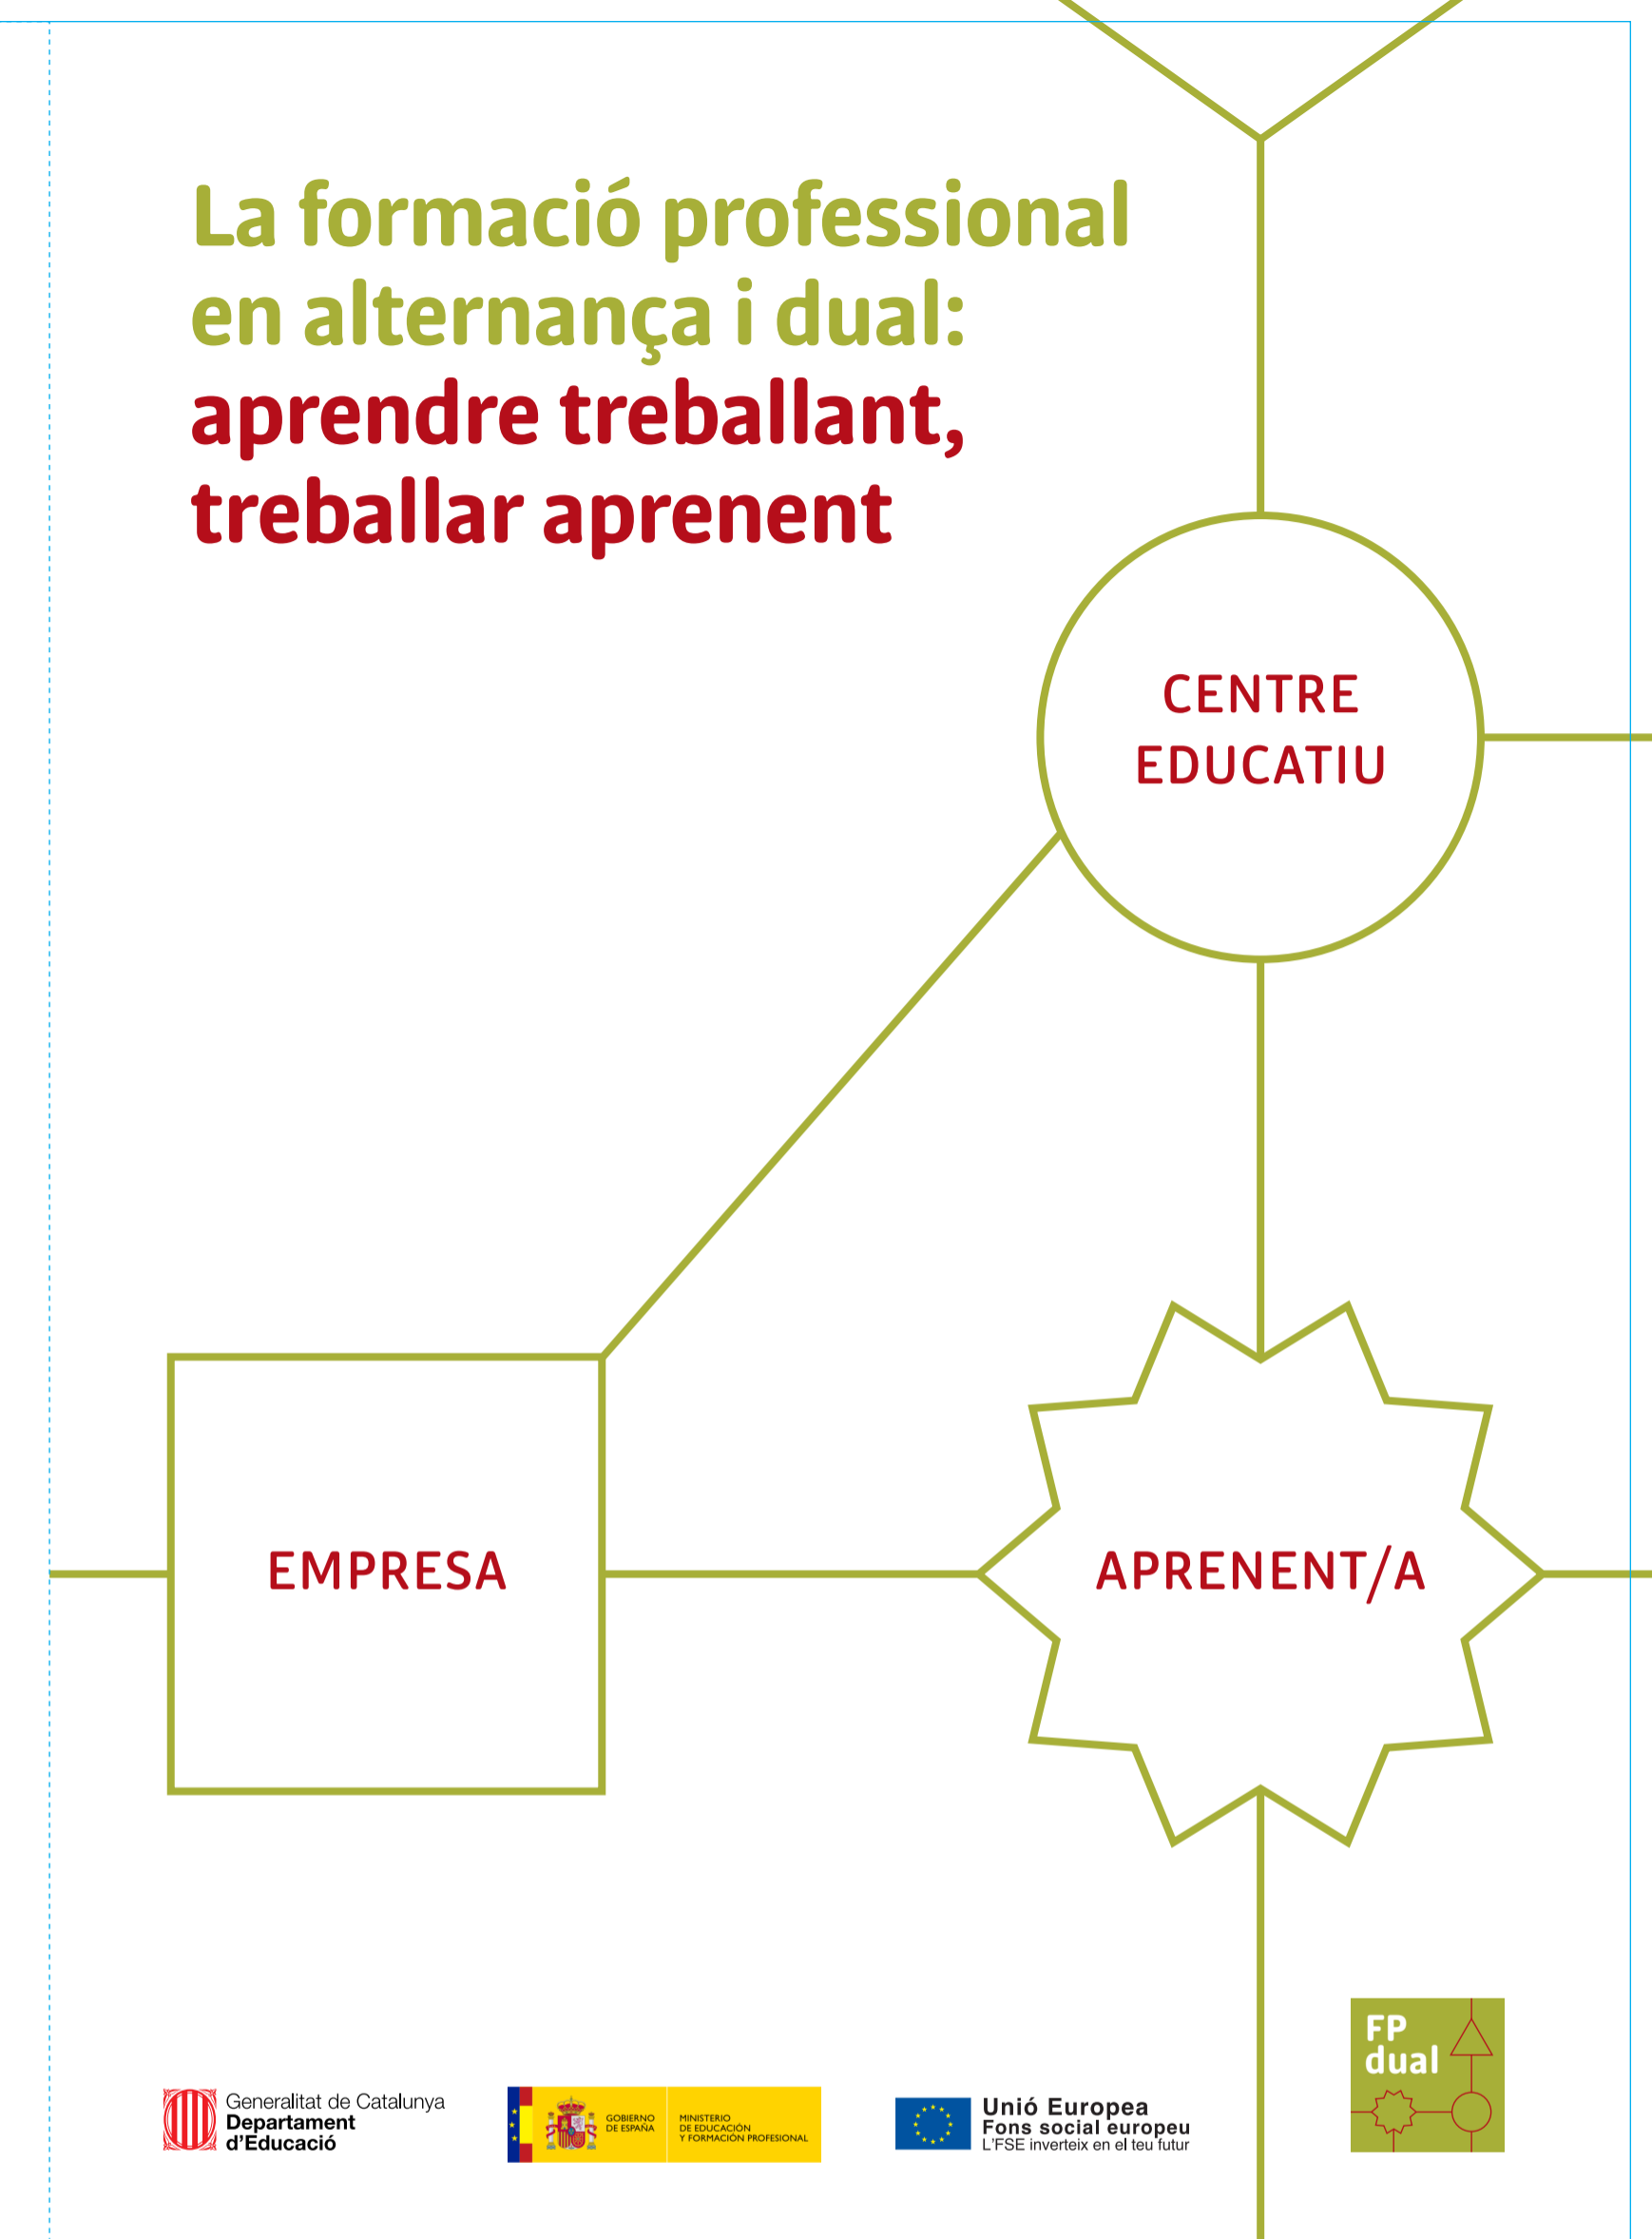 La formació professional
en alternança i dual:
aprendre treballant,
treballar aprenent
CENTRE
EDUCATIU
EMPRESA
APRENENT/A
FP
dual
Generalitat de Catalunya
Departament
d'Educació
GOBIERNO
DE ESPAÑA
MINISTERIO
DE EDUCACIÓN
Y FORMACIÓN PROFESIONAL
Unió Europea
Fons social europeu
L'FSE inverteix en el teu futur